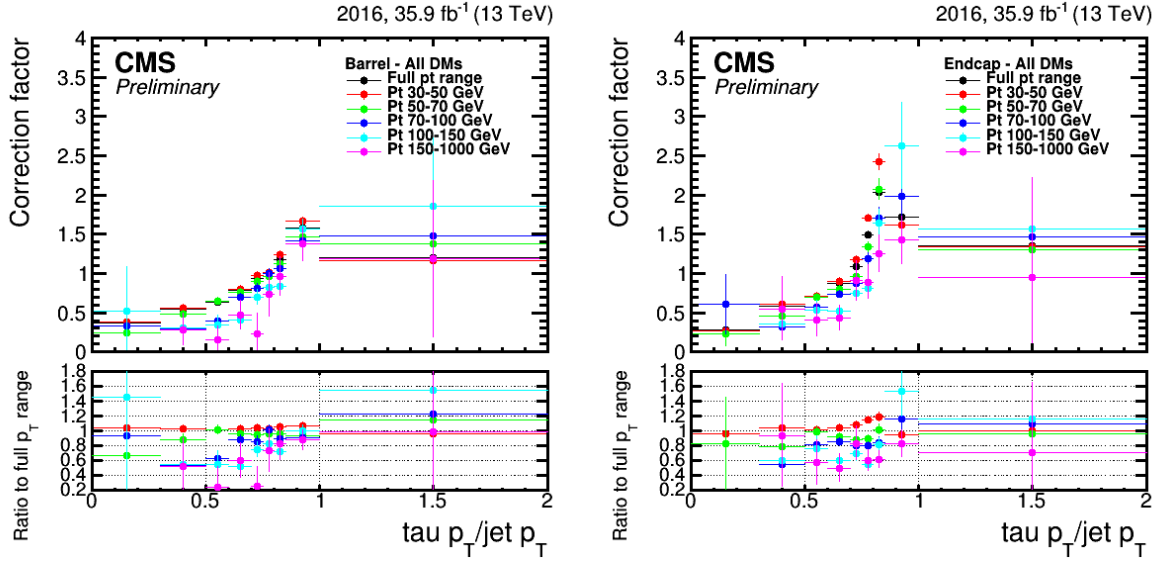 2016, 35.9 fb⁻¹ (13 TeV)
CMS
Preliminary
Barrel - All DMs
Full pt range
Pt 30-50 GeV
Pt 50-70 GeV
Pt 70-100 GeV
Pt 100-150 GeV
Pt 150-1000 GeV
Correction factor
4
3.5
3
2.5
2
1.5
1
0.5
0
Ratio to full p_T range
1.8
1.6
1.4
1.2
1
0.8
0.6
0.4
0.2
0 0.5 1 1.5 2
tau p_T/jet p_T
2016, 35.9 fb⁻¹ (13 TeV)
CMS
Preliminary
Endcap - All DMs
Full pt range
Pt 30-50 GeV
Pt 50-70 GeV
Pt 70-100 GeV
Pt 100-150 GeV
Pt 150-1000 GeV
Correction factor
4
3.5
3
2.5
2
1.5
1
0.5
0
Ratio to full p_T range
1.8
1.6
1.4
1.2
1
0.8
0.6
0.4
0.2
0 0.5 1 1.5 2
tau p_T/jet p_T